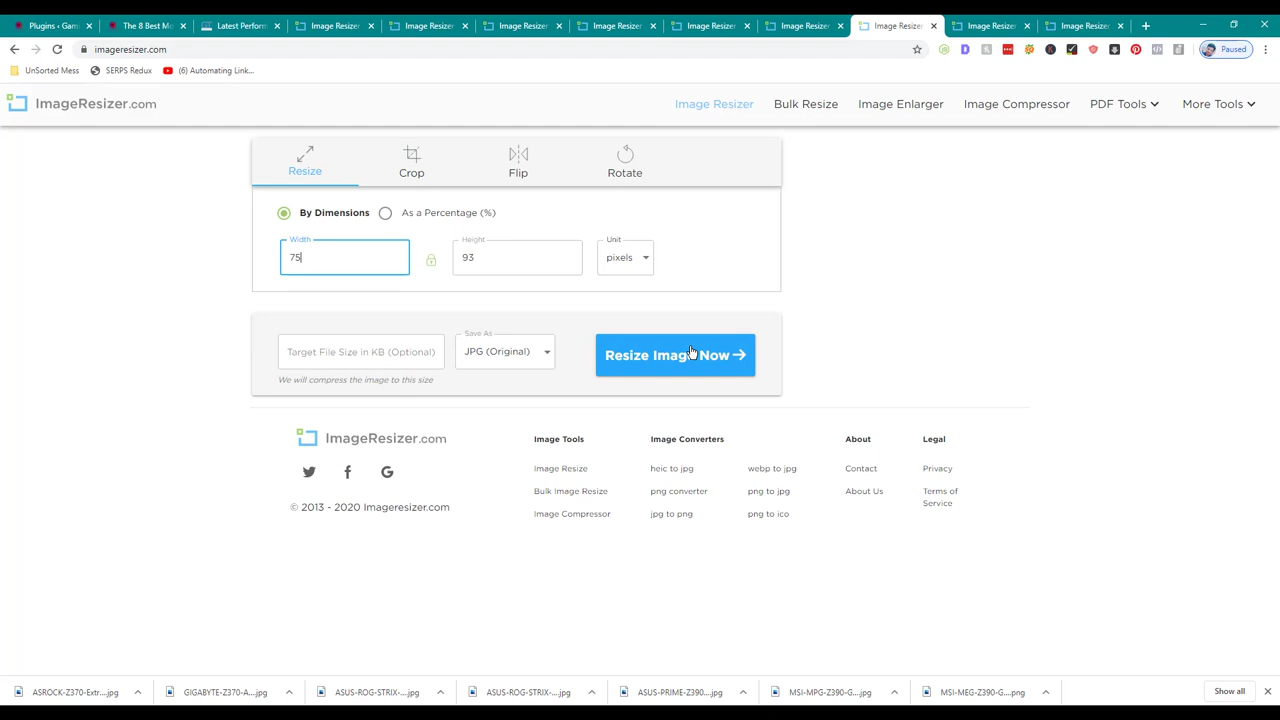 Plugins ‹ Gam
The 8 Best Mo
Latest Perform
Image Resizer
Image Resizer
Image Resizer
Image Resizer
Image Resizer
Image Resizer
Image Resizer
Image Resizer
Image Resizer
imageresizer.com
Paused
UnSorted Mess
SERPS Redux
(6) Automating Link...
ImageResizer.com
Image Resizer
Bulk Resize
Image Enlarger
Image Compressor
PDF Tools
More Tools
Resize
Crop
Flip
Rotate
By Dimensions
As a Percentage (%)
Width
Height
Unit
75
93
pixels
Target File Size in KB (Optional)
Save As
JPG (Original)
Resize Image Now
We will compress the image to this size
ImageResizer.com
© 2013 - 2020 Imageresizer.com
Image Tools
Image Resize
Bulk Image Resize
Image Compressor
Image Converters
heic to jpg
png converter
jpg to png
webp to jpg
png to jpg
png to ico
About
Contact
About Us
Legal
Privacy
Terms of
Service
ASROCK-Z370-Extr....jpg
GIGABYTE-Z370-A....jpg
ASUS-ROG-STRIX-....jpg
ASUS-ROG-STRIX-....jpg
ASUS-PRIME-Z390....jpg
MSI-MPG-Z390-G....jpg
MSI-MEG-Z390-G....png
Show all